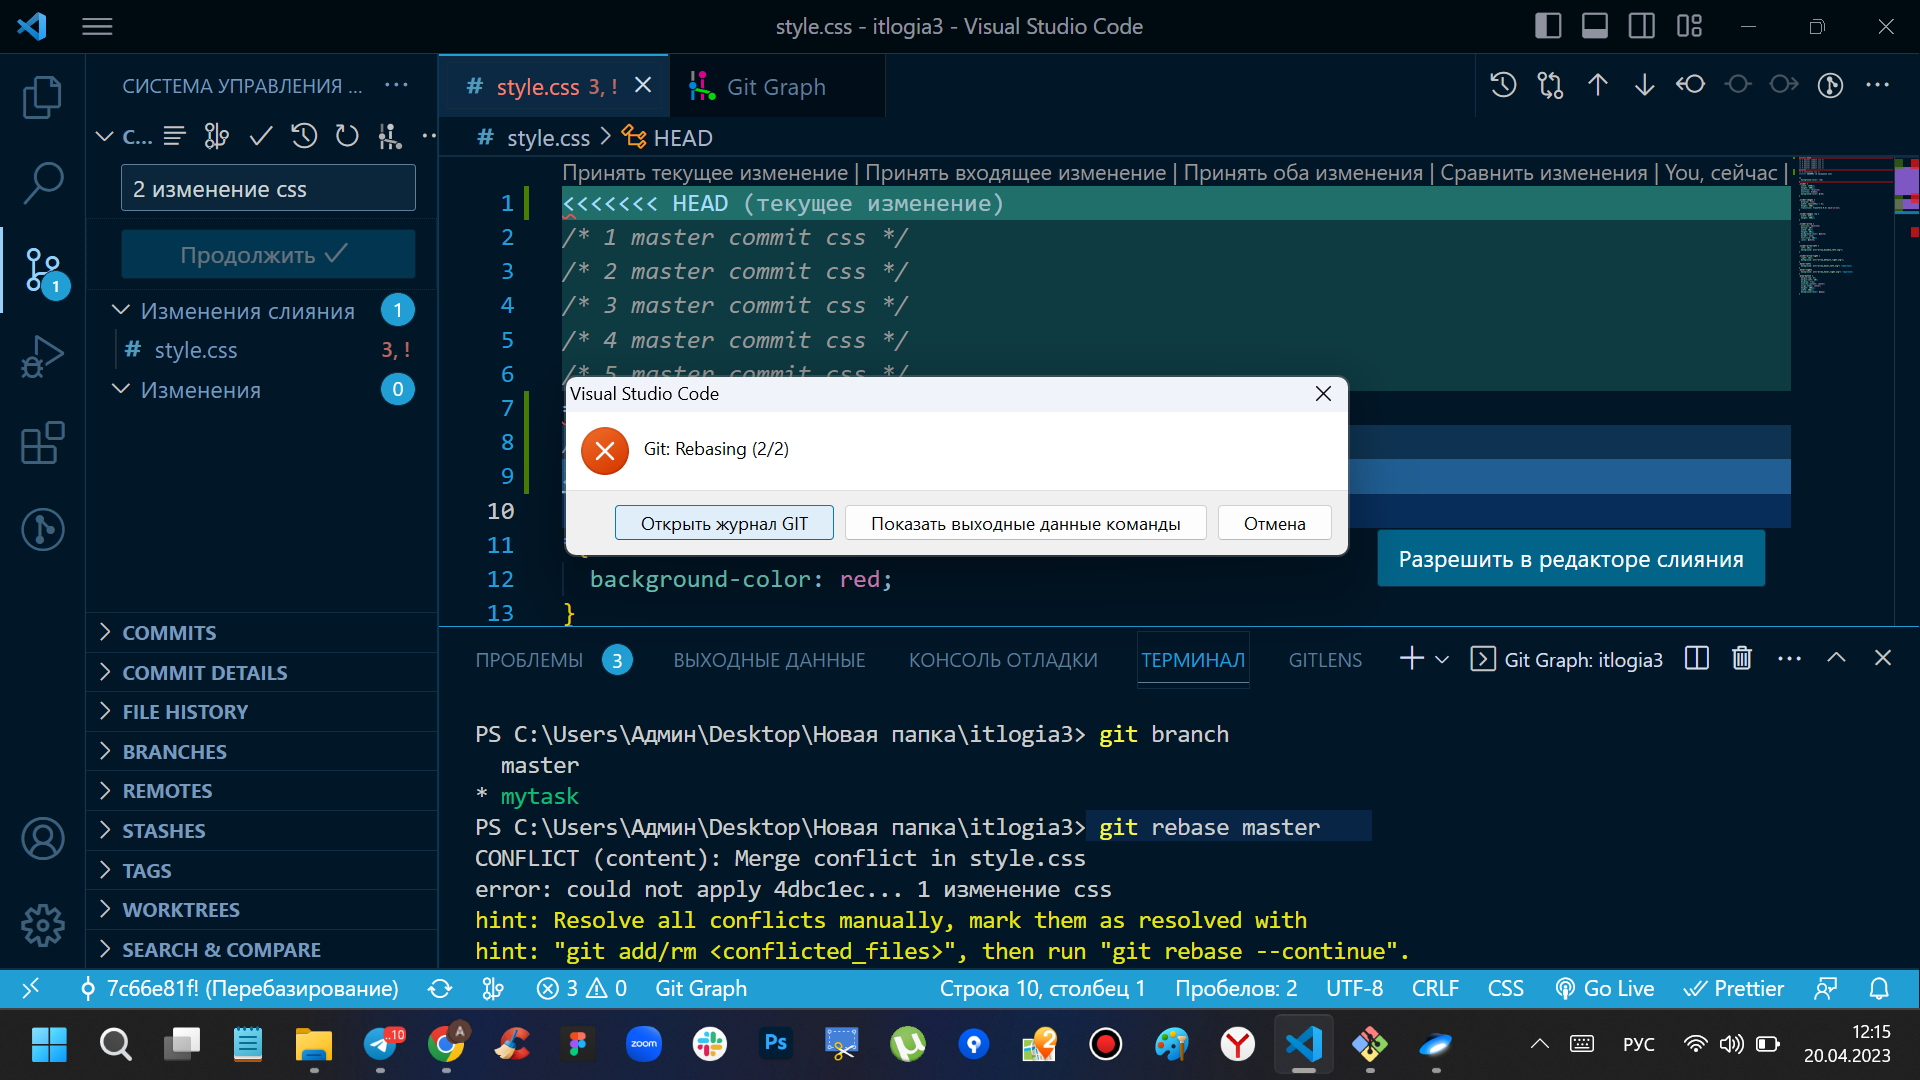 style.css - itlogia3 - Visual Studio Code
СИСТЕМА УПРАВЛЕНИЯ ...
С...
2 изменение css
Продолжить
Изменения слияния 1
# style.css 3, !
Изменения 0
COMMITS
COMMIT DETAILS
FILE HISTORY
BRANCHES
REMOTES
STASHES
TAGS
WORKTREES
SEARCH & COMPARE
# style.css 3, !
Git Graph
# style.css > HEAD
Принять текущее изменение | Принять входящее изменение | Принять оба изменения | Сравнить изменения | You, сейчас |
1 <<<<<<< HEAD (текущее изменение)
2 /* 1 master commit css */
3 /* 2 master commit css */
4 /* 3 master commit css */
5 /* 4 master commit css */
6 /* 5 master commit css */
7
8
9
10
11
12 background-color: red;
13 }
Visual Studio Code
Git: Rebasing (2/2)
Открыть журнал GIT
Показать выходные данные команды
Отмена
Разрешить в редакторе слияния
ПРОБЛЕМЫ 3 ВЫХОДНЫЕ ДАННЫЕ КОНСОЛЬ ОТЛАДКИ ТЕРМИНАЛ GITLENS Git Graph: itlogia3
PS C:\Users\Админ\Desktop\Новая папка\itlogia3> git branch
master
* mytask
PS C:\Users\Админ\Desktop\Новая папка\itlogia3> git rebase master
CONFLICT (content): Merge conflict in style.css
error: could not apply 4dbc1ec... 1 изменение css
hint: Resolve all conflicts manually, mark them as resolved with
hint: "git add/rm <conflicted_files>", then run "git rebase --continue".
7c66e81f! (Перебазирование) 3 0 Git Graph Строка 10, столбец 1 Пробелов: 2 UTF-8 CRLF CSS Go Live Prettier
1
10
A
zoom
Ps
2
РУС
12:15
20.04.2023